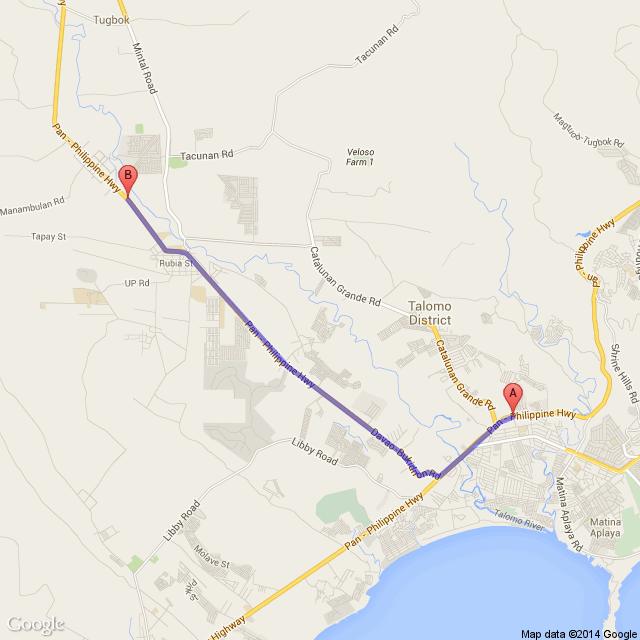 Tugbok
Mintal Road
Tacunan Rd
Pan - Philippine Hwy
Magtuod-Tugbok Rd
Veloso
Farm 1
Tacunan Rd
B
Manambulan Rd
Tapay St
Rubia St
UP Rd
Catalunan Grande Rd
Pan - Philippine Hwy
Talomo
District
Shrine Hills Rd
Pan - Philippine Hwy
Catalunan Grande Rd
A
Pan - Philippine Hwy
Davao-Bukidnon Rd
Libby Road
Libby Road
Pan - Philippine Hwy
Talomo River
Matina Aplaya Rd
Matina
Aplaya
Molave St
Highway
Google
Map data ©2014 Google